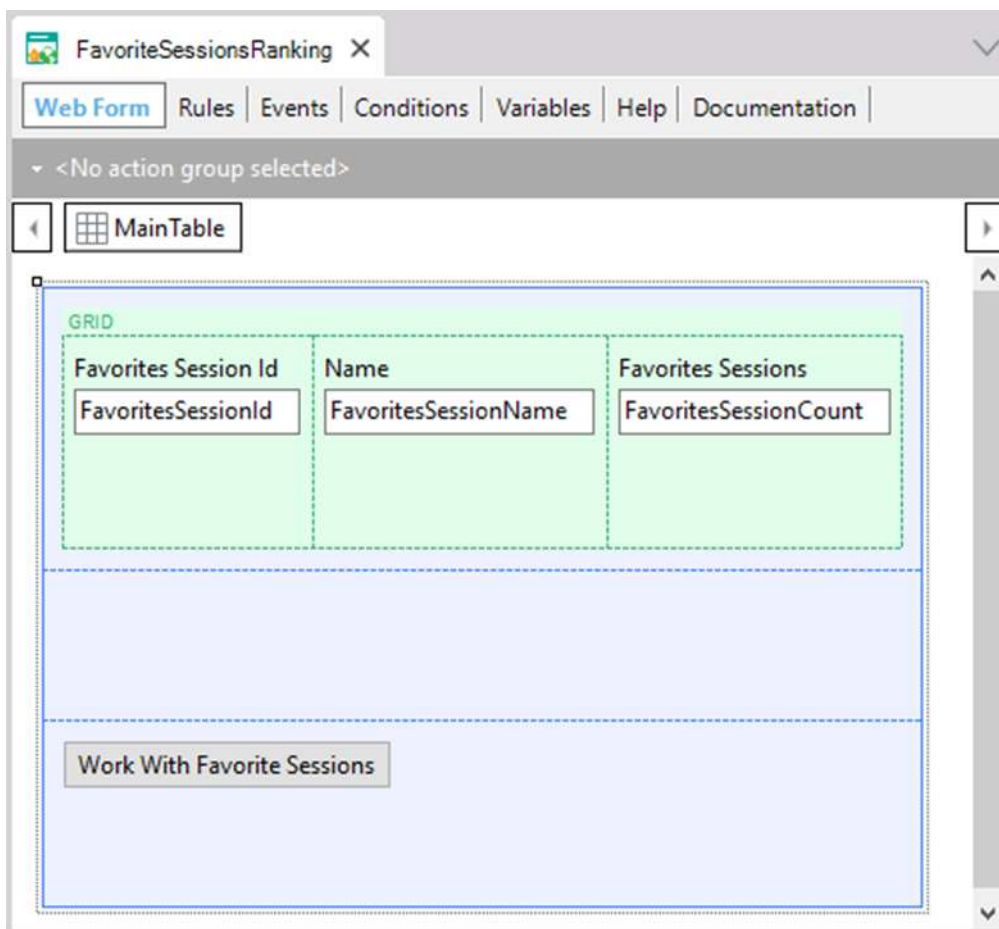 FavoriteSessionsRanking
Web Form Rules Events Conditions Variables Help Documentation
<No action group selected>
MainTable
GRID
Favorites Session Id Name Favorites Sessions
FavoritesSessionId FavoritesSessionName FavoritesSessionCount
Work With Favorite Sessions